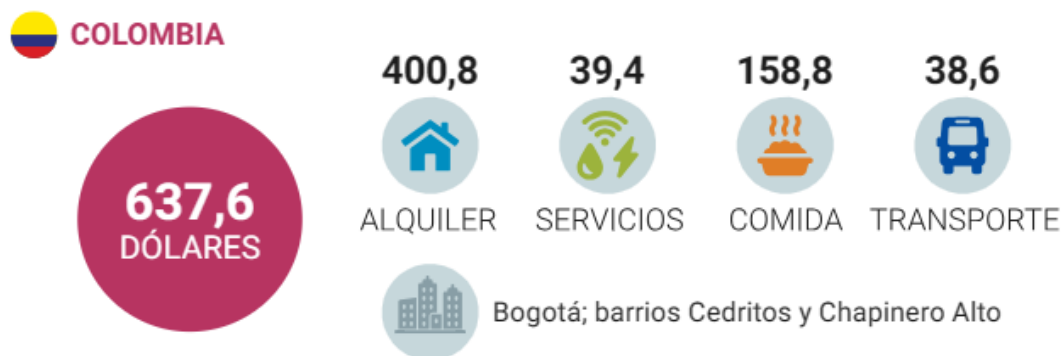 COLOMBIA
637,6
DÓLARES
400,8
ALQUILER
39,4
SERVICIOS
158,8
COMIDA
38,6
TRANSPORTE
Bogotá; barrios Cedritos y Chapinero Alto